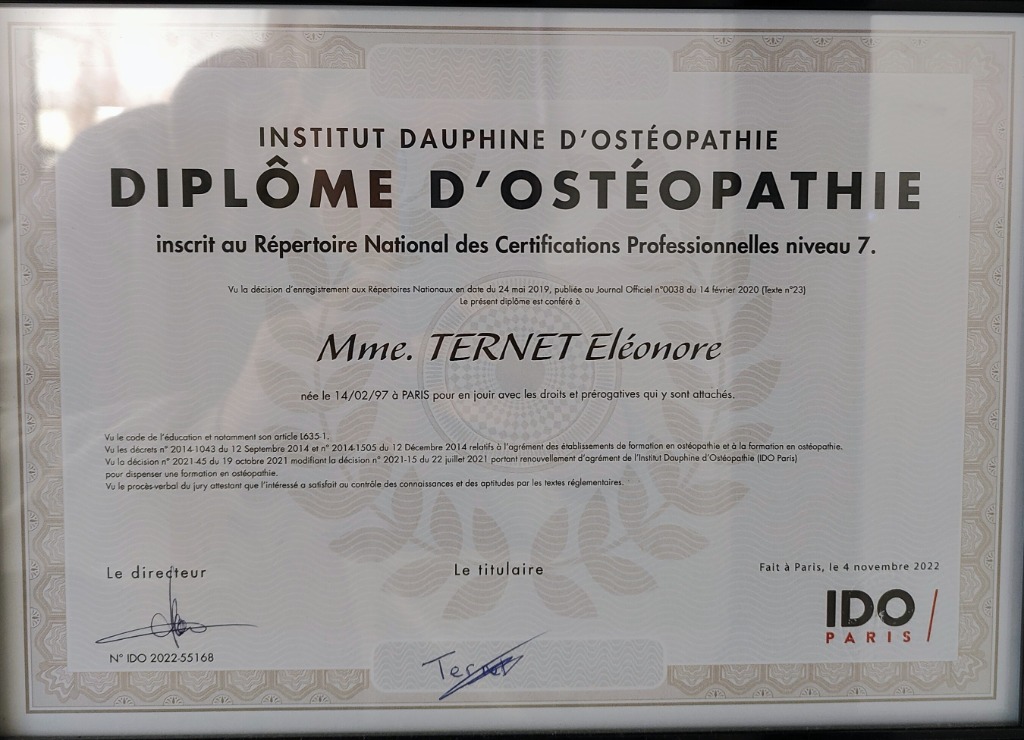 INSTITUT DAUPHINE D'OSTÉOPATHIE
DIPLÔME D'OSTÉOPATHIE
inscrit au Répertoire National des Certifications Professionnelles niveau 7.
Vu la décision d'enregistrement aux Répertoires Nationaux en date du 24 mai 2019, publiée au Journal Officiel n°0038 du 14 février 2020 (Texte n°23)
Le présent diplôme est conféré à
Mme. TERNET Eléonore
née le 14/02/97 à PARIS pour en jouir avec les droits et prérogatives qui y sont attachés.
Vu le code de l'éducation et notamment son article L635-1.
Vu les décrets n° 2014-1043 du 12 Septembre 2014 et n° 2014-1505 du 12 Décembre 2014 relatifs à l'agrément des établissements de formation en ostéopathie et à la formation en ostéopathie.
Vu la décision n° 2021-45 du 19 octobre 2021 modifiant la décision n° 2021-15 du 22 juillet 2021 portant renouvellement d'agrément de l'Institut Dauphine d'Ostéopathie (IDO Paris)
pour dispenser une formation en ostéopathie.
Vu le procès-verbal du jury attestant que l'intéressé a satisfait au contrôle des connaissances et des aptitudes par les textes réglementaires.
Le directeur
Le titulaire
Fait à Paris, le 4 novembre 2022
IDO
PARIS
N° IDO 2022-55168
Ternet